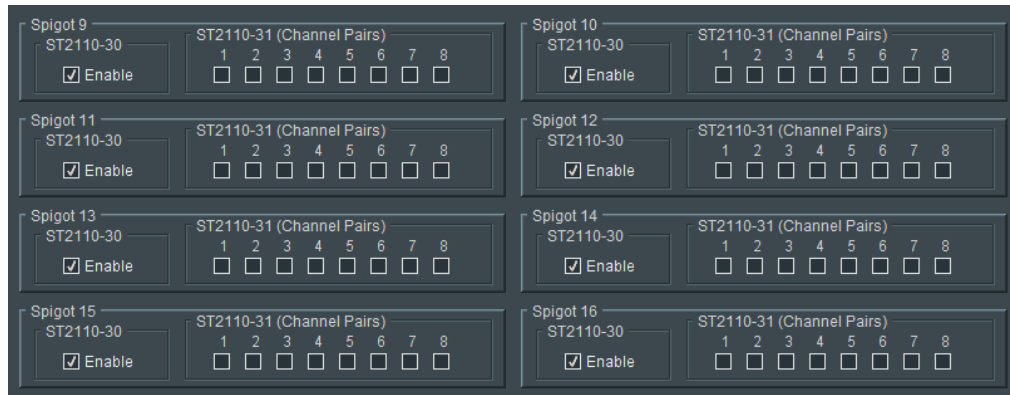 Spigot 9
ST2110-30
Enable
ST2110-31 (Channel Pairs)
1 2 3 4 5 6 7 8
Spigot 10
ST2110-30
Enable
ST2110-31 (Channel Pairs)
1 2 3 4 5 6 7 8
Spigot 11
ST2110-30
Enable
ST2110-31 (Channel Pairs)
1 2 3 4 5 6 7 8
Spigot 12
ST2110-30
Enable
ST2110-31 (Channel Pairs)
1 2 3 4 5 6 7 8
Spigot 13
ST2110-30
Enable
ST2110-31 (Channel Pairs)
1 2 3 4 5 6 7 8
Spigot 14
ST2110-30
Enable
ST2110-31 (Channel Pairs)
1 2 3 4 5 6 7 8
Spigot 15
ST2110-30
Enable
ST2110-31 (Channel Pairs)
1 2 3 4 5 6 7 8
Spigot 16
ST2110-30
Enable
ST2110-31 (Channel Pairs)
1 2 3 4 5 6 7 8